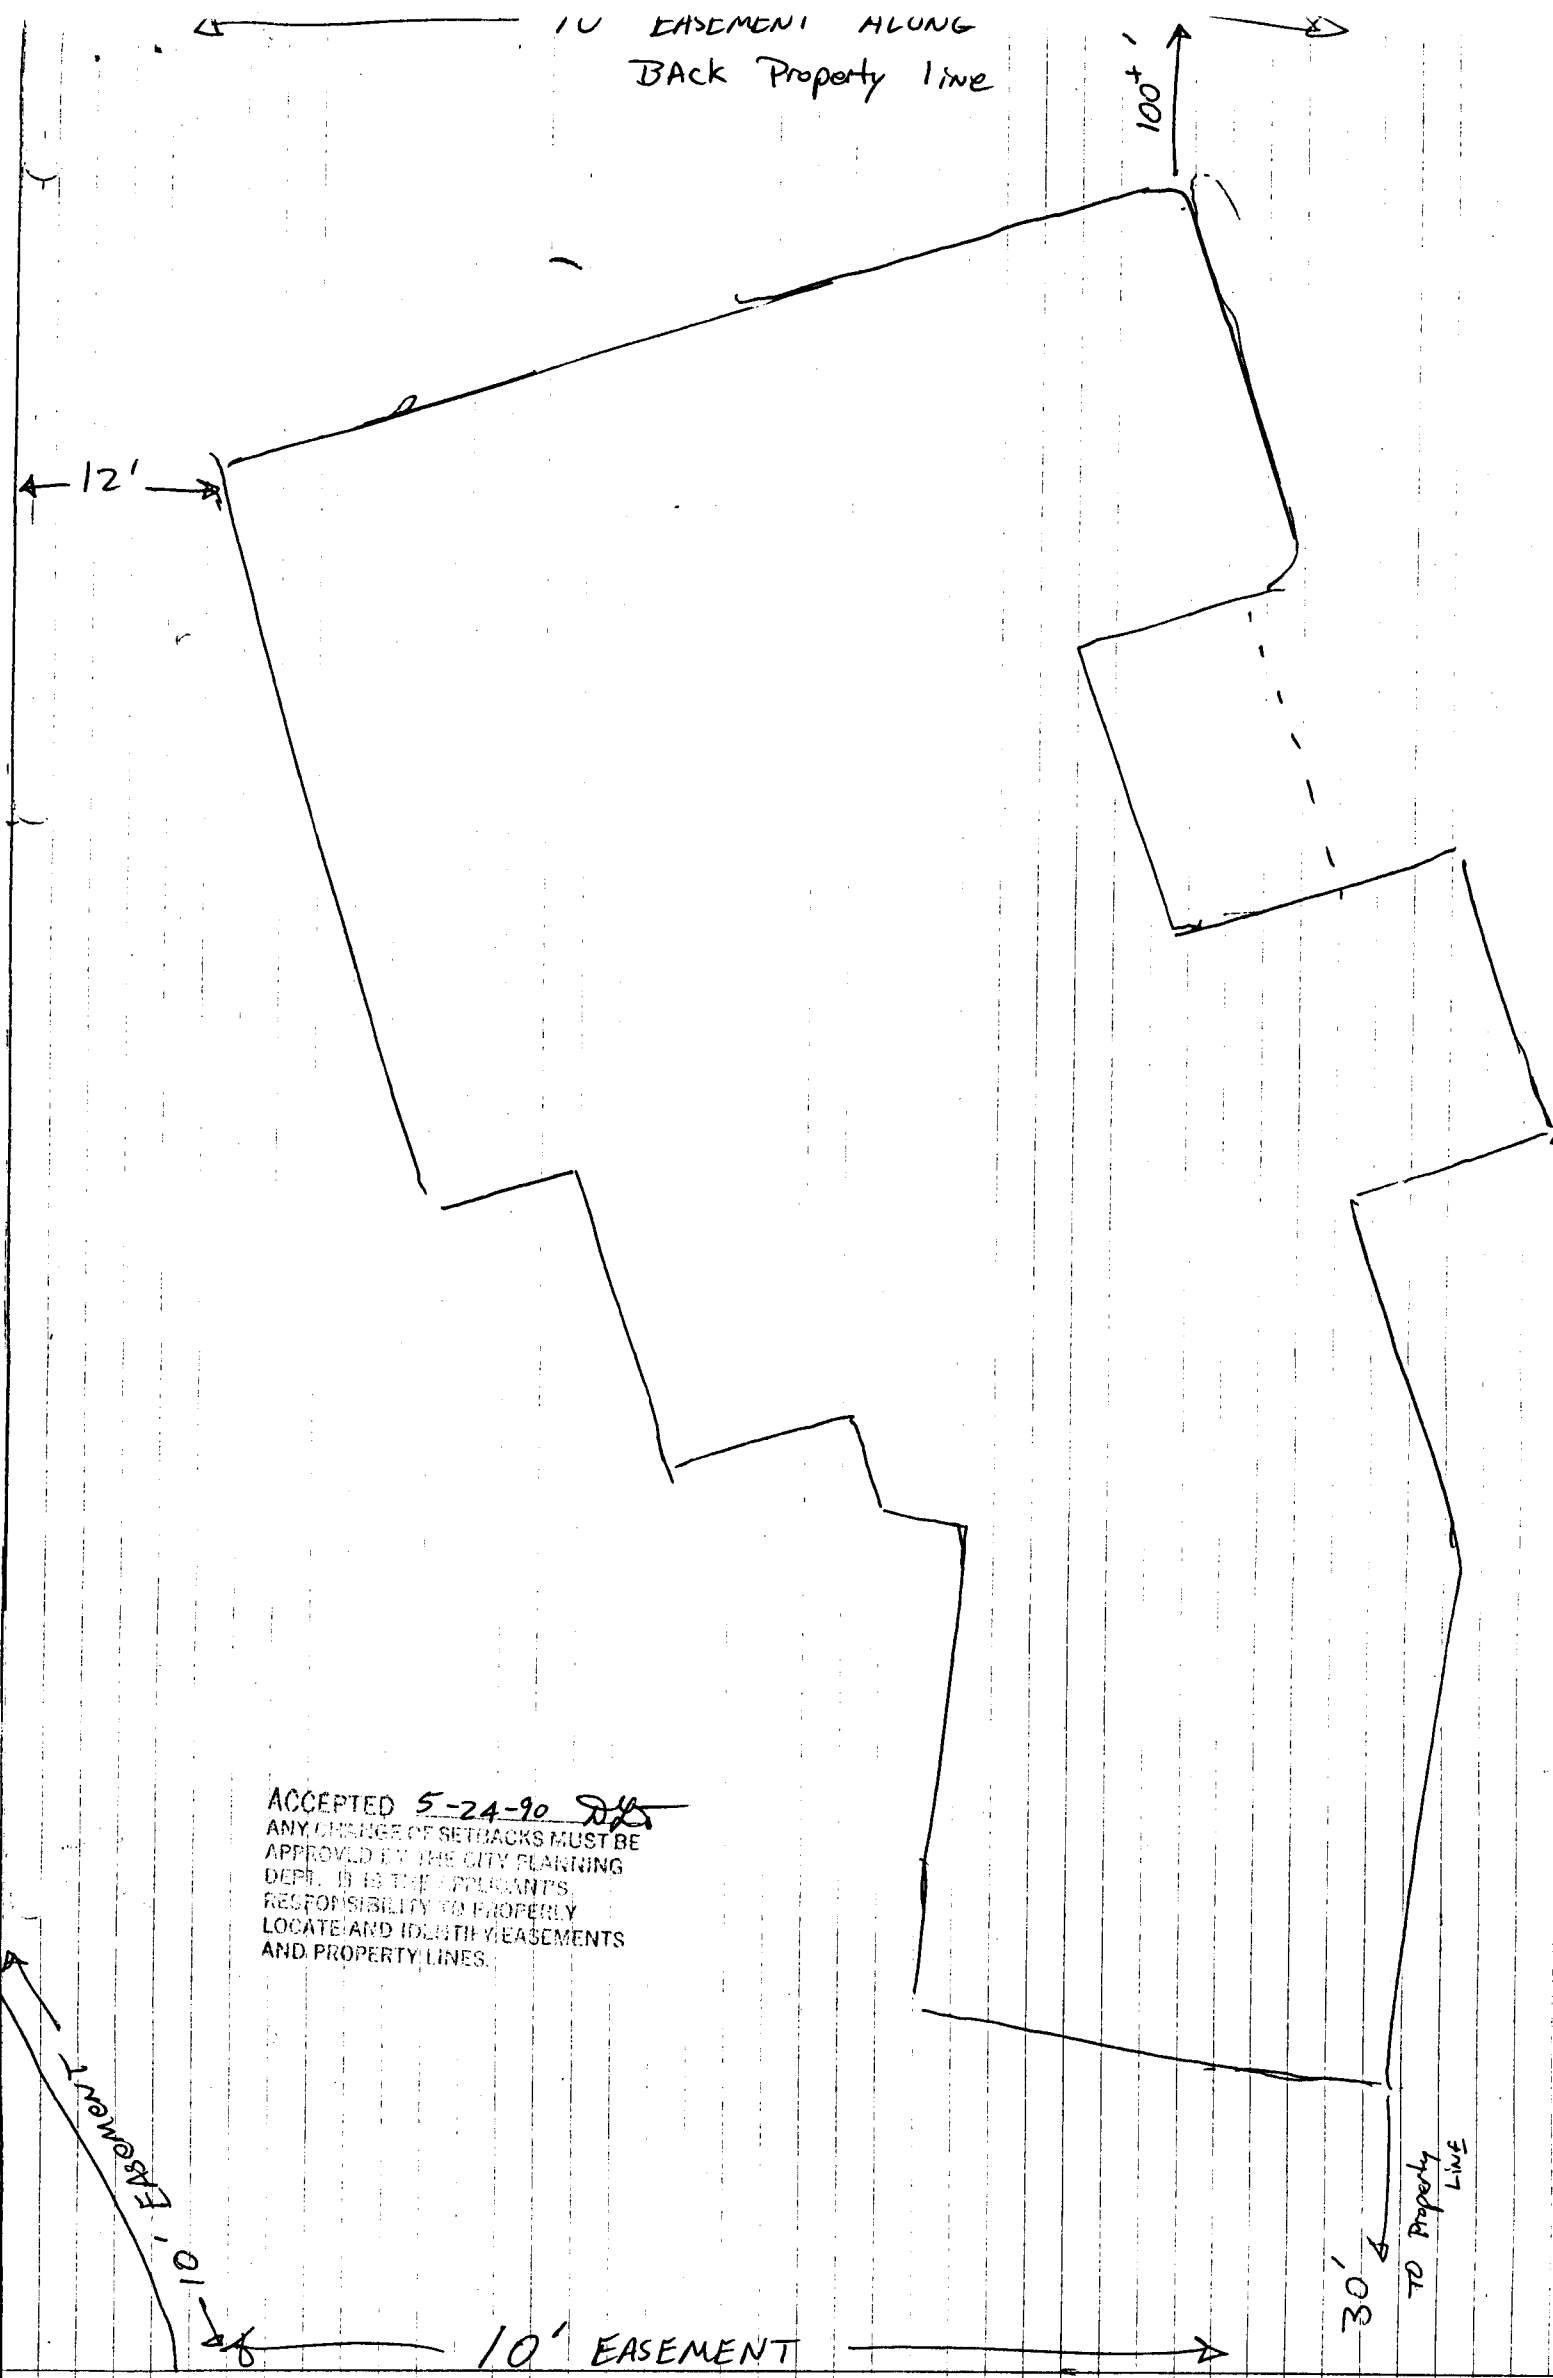 10' EASEMENT ALONG
BACK Property line
100+'
12'
ACCEPTED 5-24-90
ANY CHANGE OF SETBACKS MUST BE
APPROVED BY THE CITY PLANNING
DEPT. IT IS THE APPLICANT'S
RESPONSIBILITY TO PROPERLY
LOCATE AND IDENTIFY EASEMENTS
AND PROPERTY LINES.
10' EASEMENT
10' EASEMENT
30'
TO Property
Line